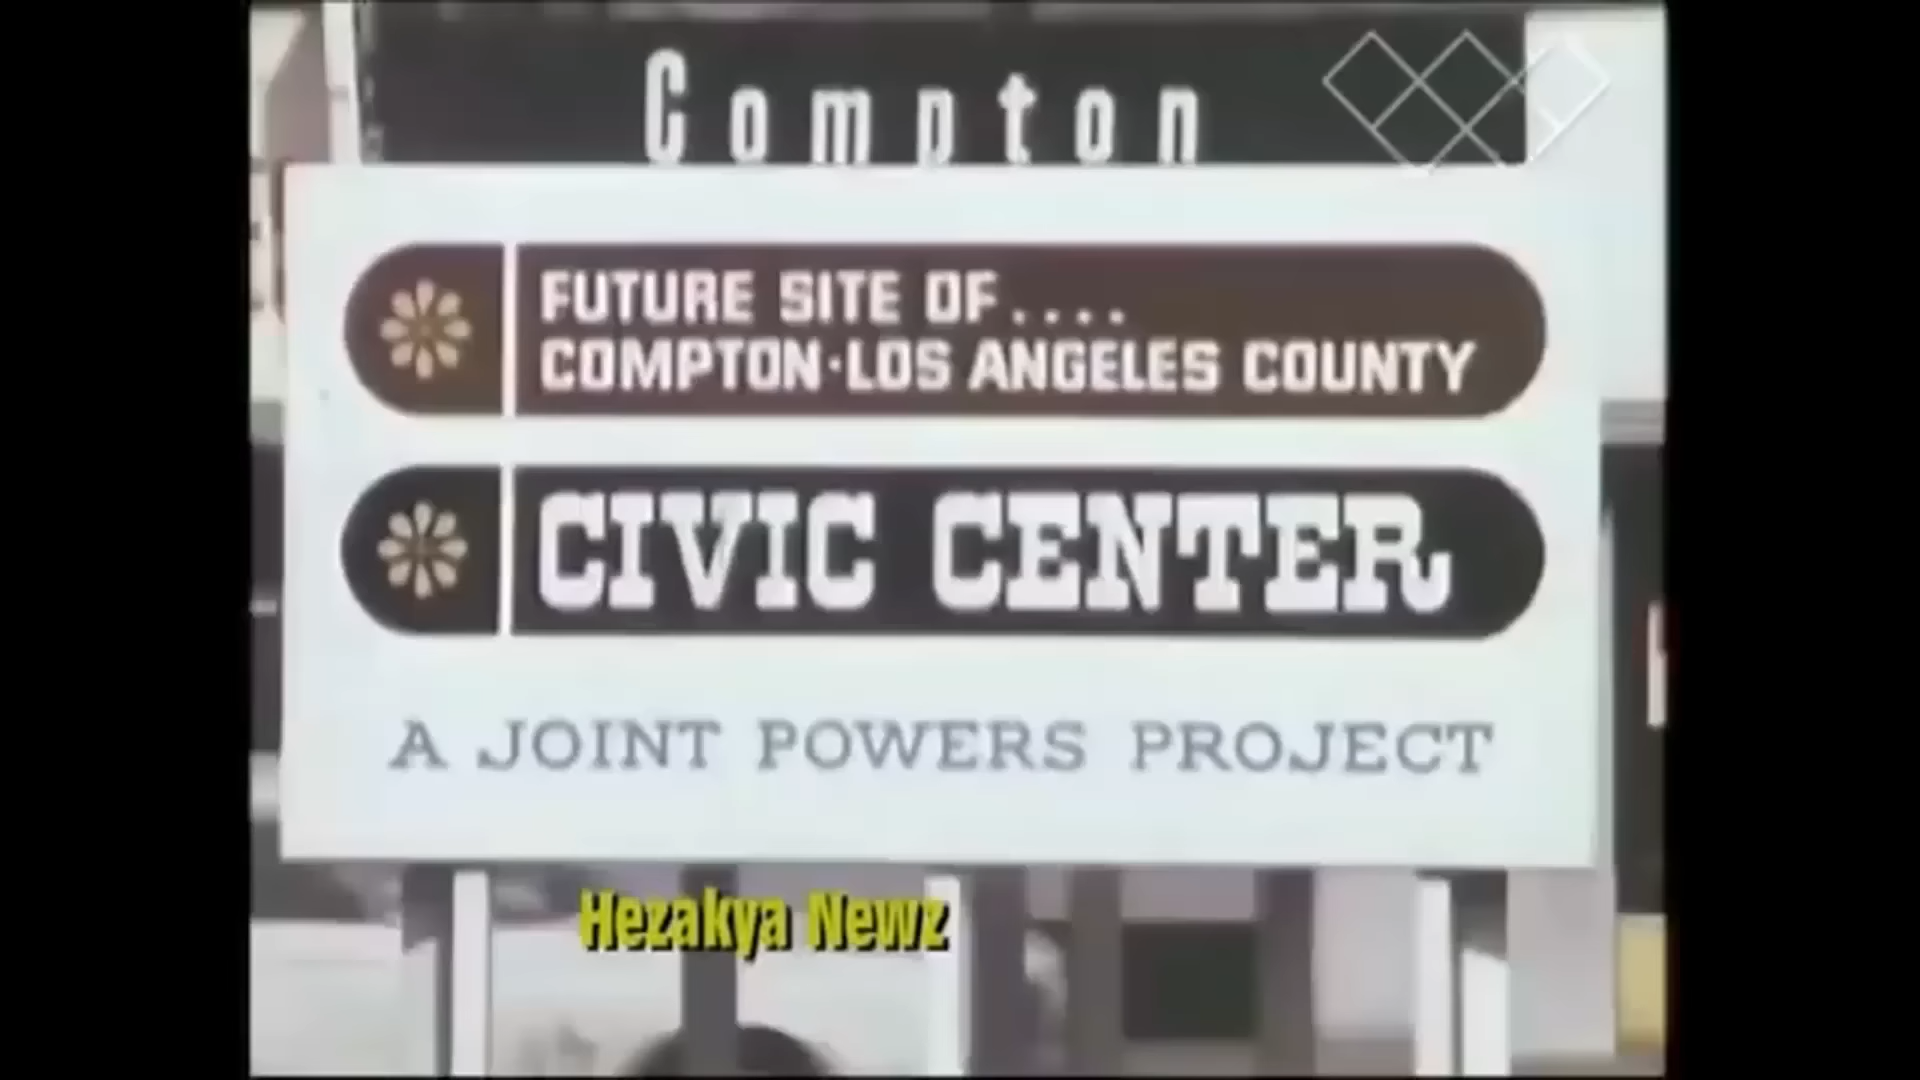 Compton
FUTURE SITE OF....
COMPTON·LOS ANGELES COUNTY
CIVIC CENTER
A JOINT POWERS PROJECT
Hezakya Newz